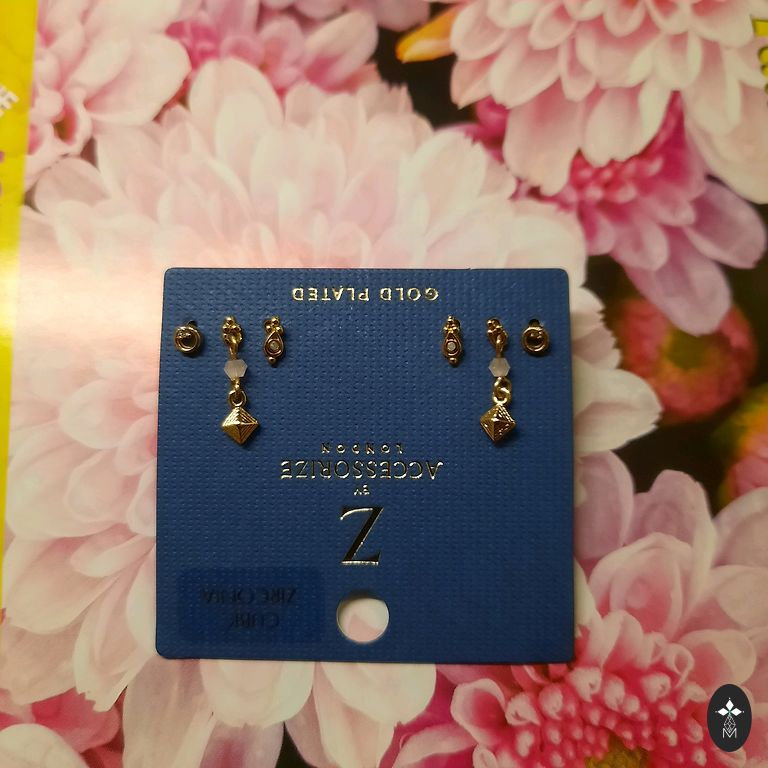 Z
BY
ACCESSORIZE
LONDON
GOLD PLATED
CUBIC
ZIRCONIA
M